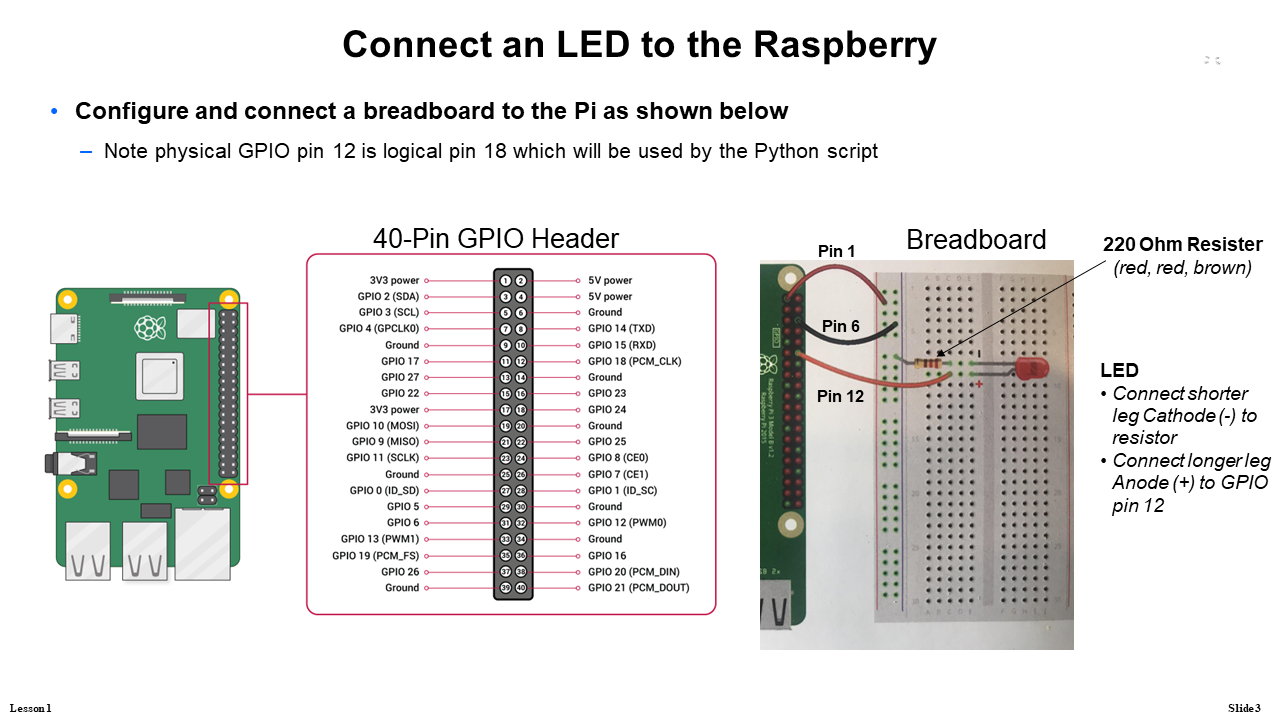 Connect an LED to the Raspberry
• Configure and connect a breadboard to the Pi as shown below
– Note physical GPIO pin 12 is logical pin 18 which will be used by the Python script
40-Pin GPIO Header
3V3 power 1 2 5V power
GPIO 2 (SDA) 3 4 5V power
GPIO 3 (SCL) 5 6 Ground
GPIO 4 (GPCLK0) 7 8 GPIO 14 (TXD)
Ground 9 10 GPIO 15 (RXD)
GPIO 17 11 12 GPIO 18 (PCM_CLK)
GPIO 27 13 14 Ground
GPIO 22 15 16 GPIO 23
3V3 power 17 18 GPIO 24
GPIO 10 (MOSI) 19 20 Ground
GPIO 9 (MISO) 21 22 GPIO 25
GPIO 11 (SCLK) 23 24 GPIO 8 (CE0)
Ground 25 26 GPIO 7 (CE1)
GPIO 0 (ID_SD) 27 28 GPIO 1 (ID_SC)
GPIO 5 29 30 Ground
GPIO 6 31 32 GPIO 12 (PWM0)
GPIO 13 (PWM1) 33 34 Ground
GPIO 19 (PCM_FS) 35 36 GPIO 16
GPIO 26 37 38 GPIO 20 (PCM_DIN)
Ground 39 40 GPIO 21 (PCM_DOUT)
Breadboard
Pin 1
Pin 6
Pin 12
GPIO
Raspberry Pi 3 Model B V1.2
Raspberry Pi 2015
220 Ohm Resister
(red, red, brown)
LED
• Connect shorter
leg Cathode (-) to
resistor
• Connect longer leg
Anode (+) to GPIO
pin 12
Lesson 1
Slide 3